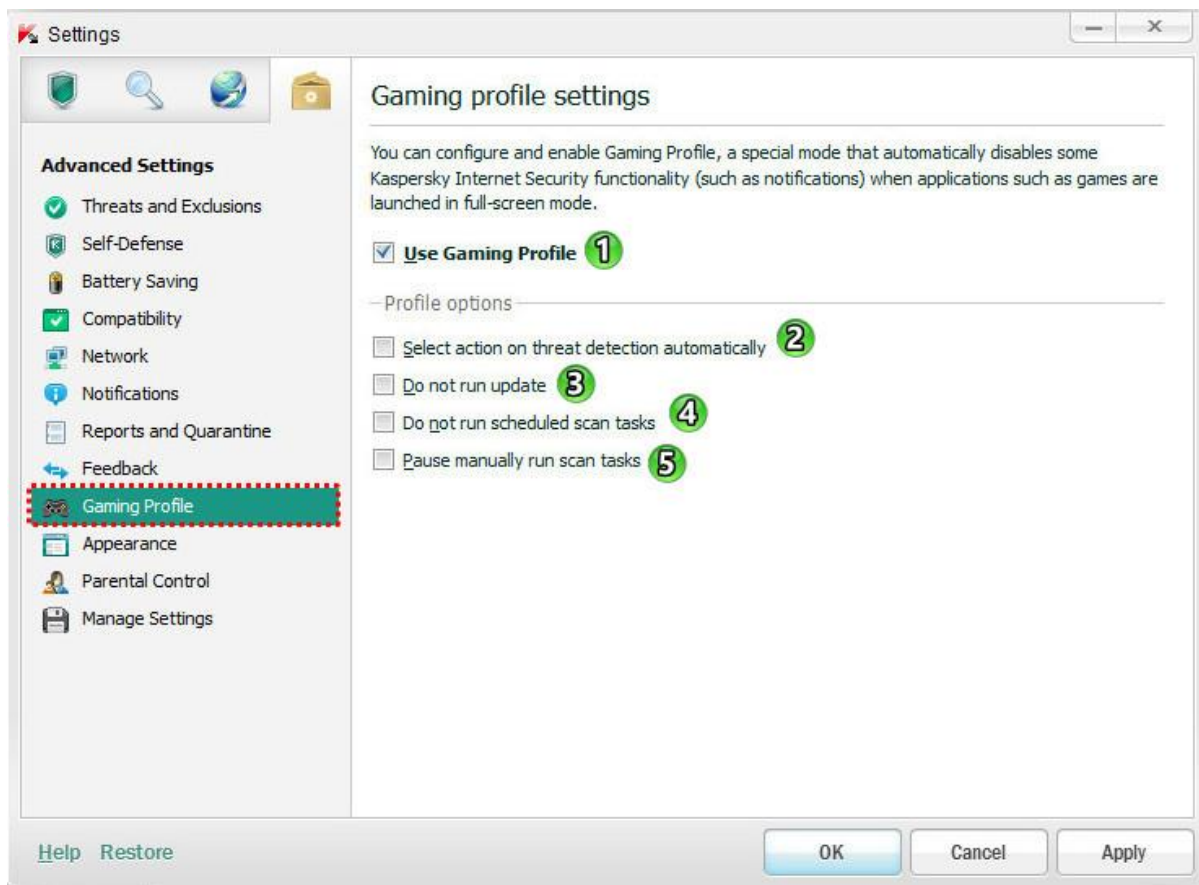 Settings
Advanced Settings
Threats and Exclusions
Self-Defense
Battery Saving
Compatibility
Network
Notifications
Reports and Quarantine
Feedback
Gaming Profile
Appearance
Parental Control
Manage Settings
Gaming profile settings
You can configure and enable Gaming Profile, a special mode that automatically disables some
Kaspersky Internet Security functionality (such as notifications) when applications such as games are
launched in full-screen mode.
Use Gaming Profile 1
Profile options
Select action on threat detection automatically 2
Do not run update 3
Do not run scheduled scan tasks 4
Pause manually run scan tasks 5
Help Restore
OK Cancel Apply